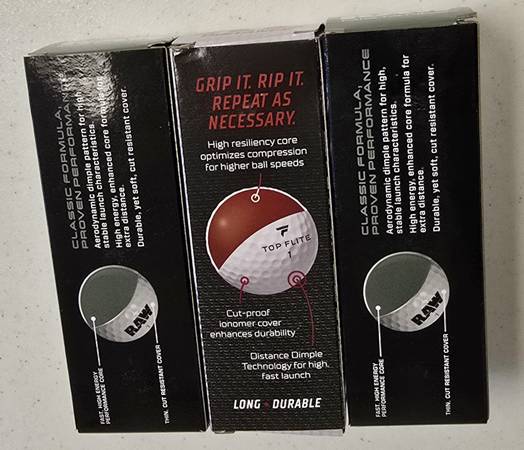 CLASSIC FORMULA,
PROVEN PERFORMANCE
Aerodynamic dimple pattern for high,
stable launch characteristics.
High energy, enhanced core formula for
extra distance.
Durable, yet soft, cut resistant cover.
RAW
FAST, HIGH ENERGY
PERFORMANCE CORE
THIN, CUT RESISTANT COVER
GRIP IT. RIP IT.
REPEAT AS
NECESSARY.
High resiliency core
optimizes compression
for higher ball speeds
TOP FLITE
1
Cut-proof
ionomer cover
enhances durability
Distance Dimple
Technology for high,
fast launch
LONG + DURABLE
CLASSIC FORMULA,
PROVEN PERFORMANCE
Aerodynamic dimple pattern for high,
stable launch characteristics.
High energy, enhanced core formula for
extra distance.
Durable, yet soft, cut resistant cover.
RAW
FAST, HIGH ENERGY
PERFORMANCE CORE
THIN, CUT RESISTANT COVER